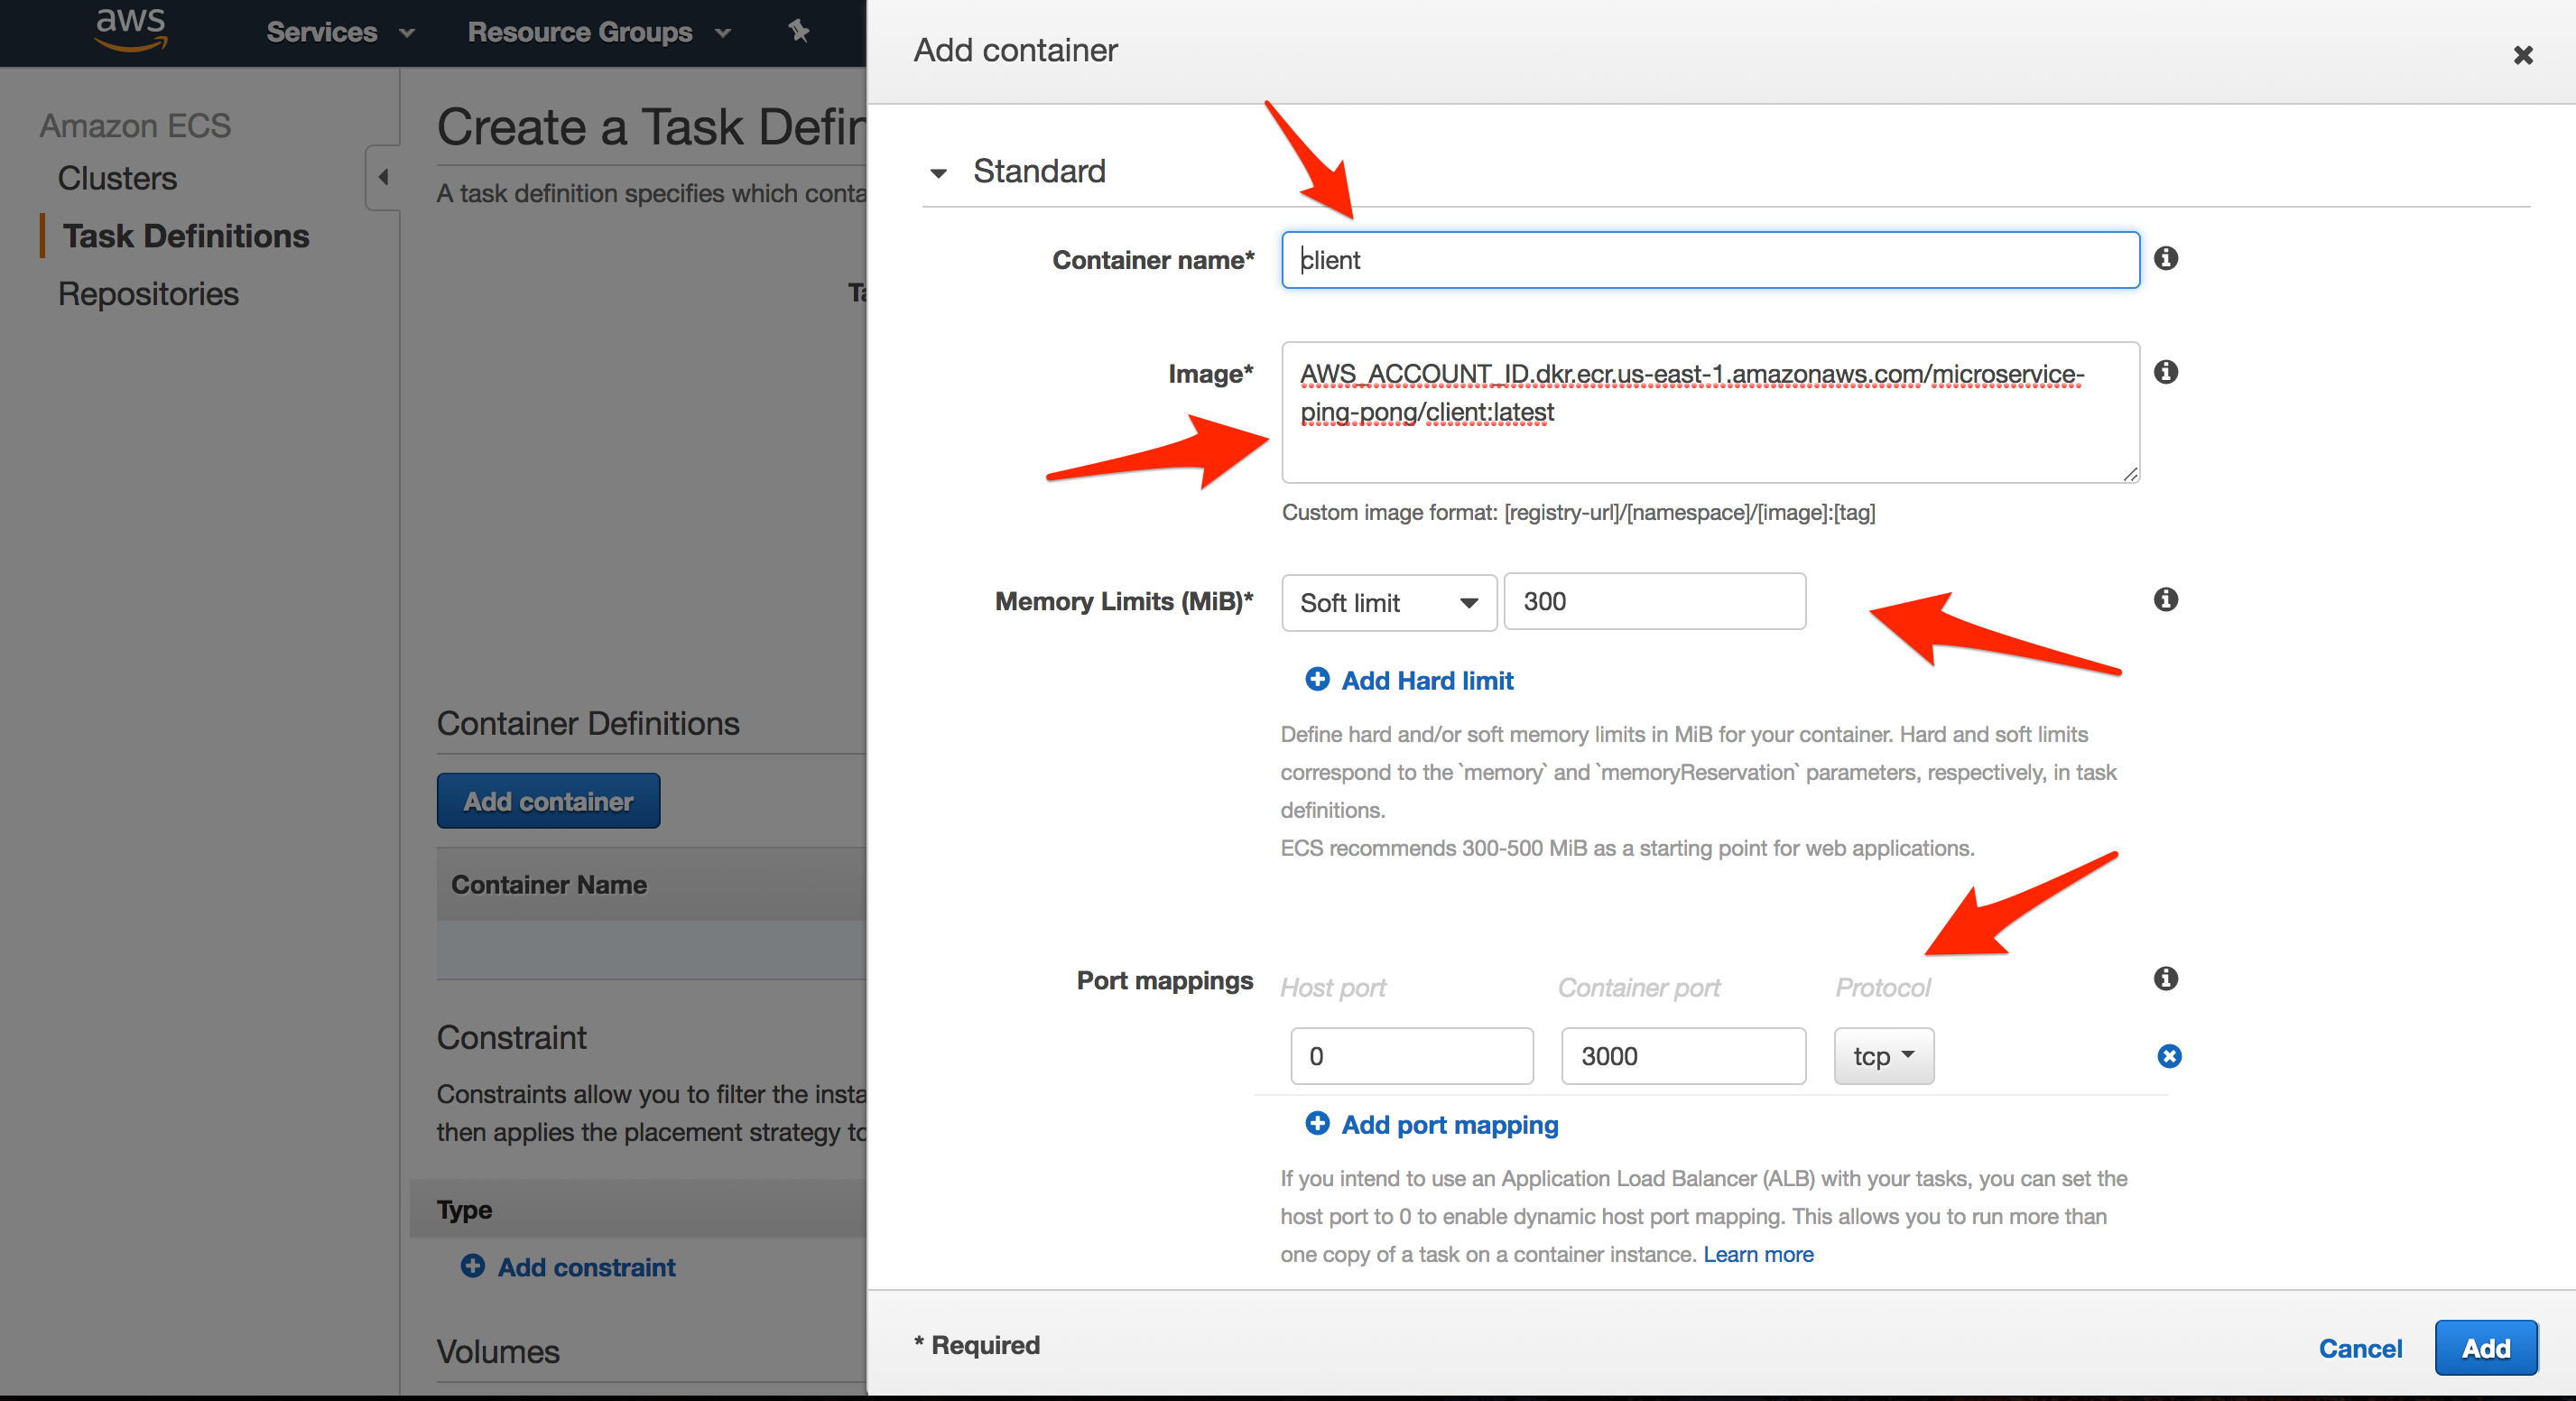 aws
Services
Resource Groups
Amazon ECS
Clusters
Task Definitions
Repositories
Create a Task Defin
A task definition specifies which conta
Ta
Container Definitions
Add container
Container Name
Constraint
Constraints allow you to filter the insta
then applies the placement strategy to
Type
Add constraint
Volumes
Add container
Standard
Container name*
client
Image*
AWS_ACCOUNT_ID.dkr.ecr.us-east-1.amazonaws.com/microservice-
ping-pong/client:latest
Custom image format: [registry-url]/[namespace]/[image]:[tag]
Memory Limits (MiB)*
Soft limit
300
Add Hard limit
Define hard and/or soft memory limits in MiB for your container. Hard and soft limits
correspond to the `memory` and `memoryReservation` parameters, respectively, in task
definitions.
ECS recommends 300-500 MiB as a starting point for web applications.
Port mappings
Host port
Container port
Protocol
0
3000
tcp
Add port mapping
If you intend to use an Application Load Balancer (ALB) with your tasks, you can set the
host port to 0 to enable dynamic host port mapping. This allows you to run more than
one copy of a task on a container instance. Learn more
* Required
Cancel
Add